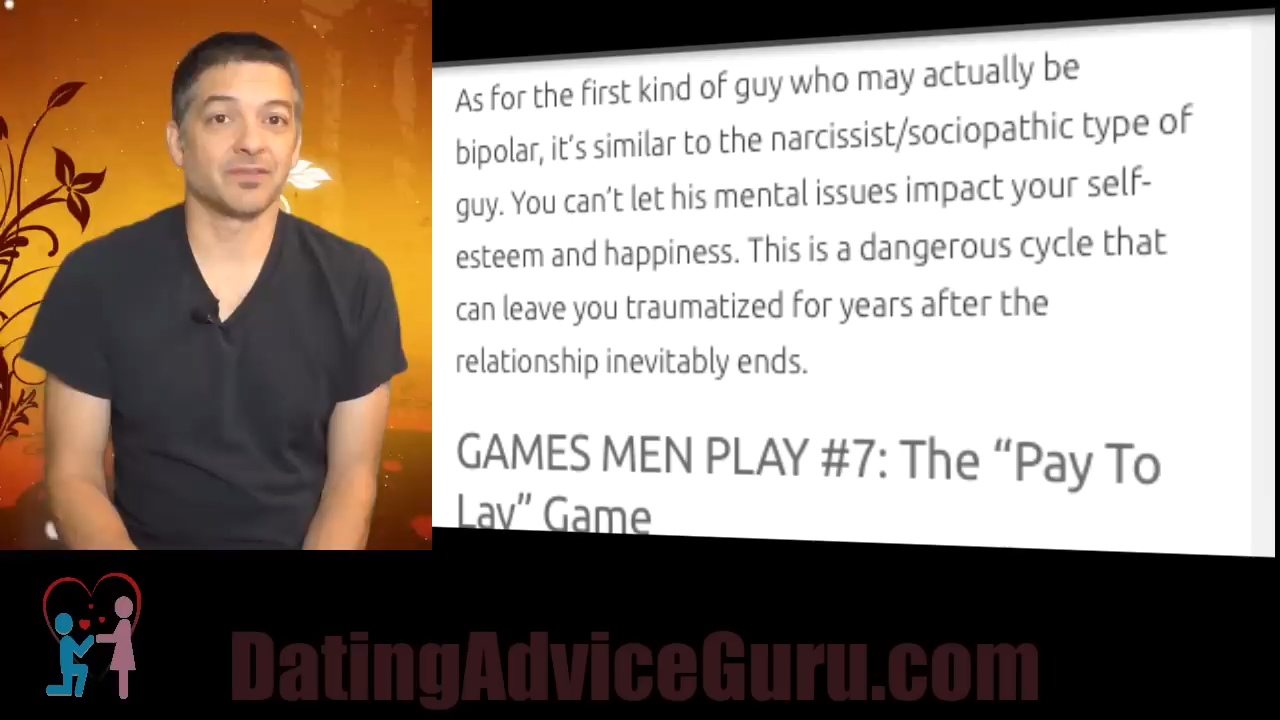 As for the first kind of guy who may actually be
bipolar, it's similar to the narcissist/sociopathic type of
guy. You can't let his mental issues impact your self-
esteem and happiness. This is a dangerous cycle that
can leave you traumatized for years after the
relationship inevitably ends.
GAMES MEN PLAY #7: The “Pay To
Lay” Game
DatingAdviceGuru.com